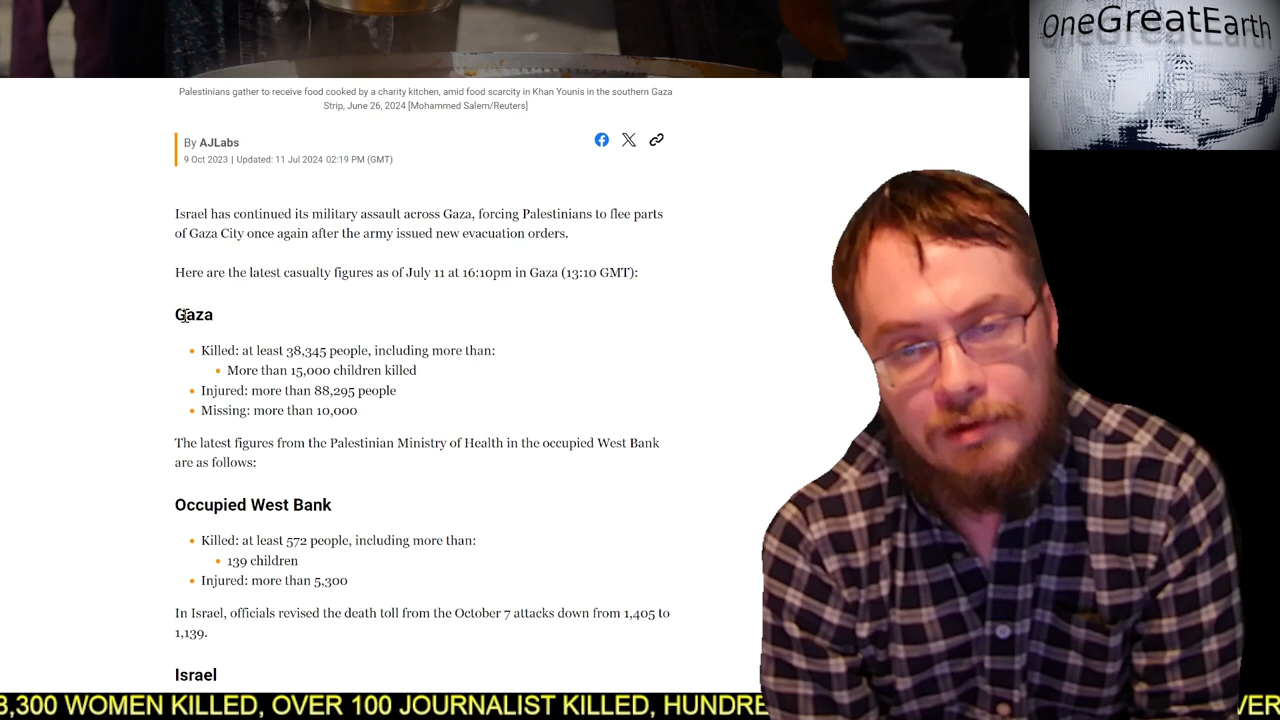 OneGreatEarth
Palestinians gather to receive food cooked by a charity kitchen, amid food scarcity in Khan Younis in the southern Gaza
Strip, June 26, 2024 [Mohammed Salem/Reuters]
By AJLabs
9 Oct 2023 | Updated: 11 Jul 2024 02:19 PM (GMT)
Israel has continued its military assault across Gaza, forcing Palestinians to flee parts
of Gaza City once again after the army issued new evacuation orders.
Here are the latest casualty figures as of July 11 at 16:10pm in Gaza (13:10 GMT):
Gaza
Killed: at least 38,345 people, including more than:
More than 15,000 children killed
Injured: more than 88,295 people
Missing: more than 10,000
The latest figures from the Palestinian Ministry of Health in the occupied West Bank
are as follows:
Occupied West Bank
Killed: at least 572 people, including more than:
139 children
Injured: more than 5,300
In Israel, officials revised the death toll from the October 7 attacks down from 1,405 to
1,139.
Israel
3,300 WOMEN KILLED, OVER 100 JOURNALIST KILLED, HUNDRE VER